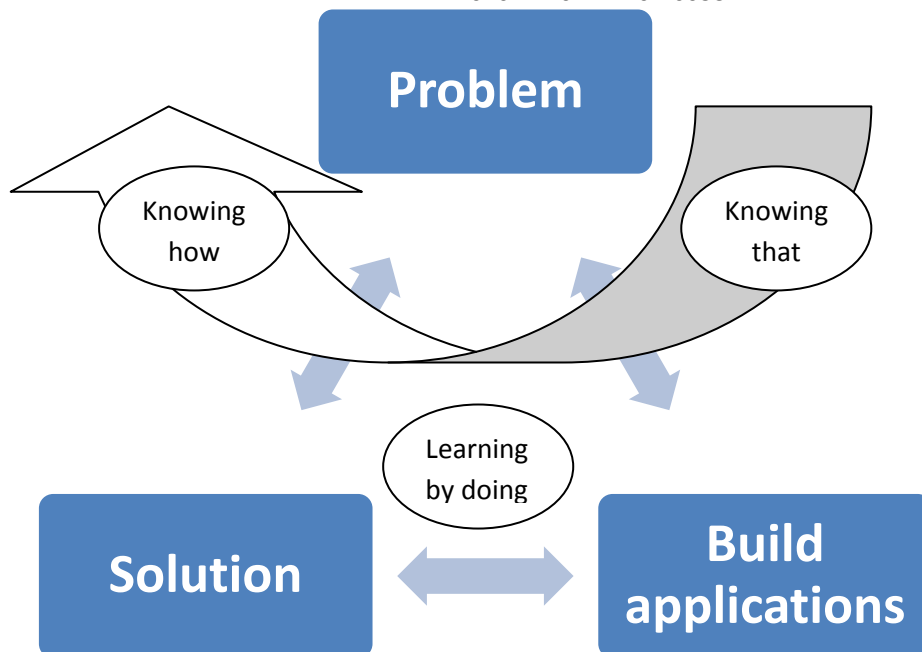 Problem
Knowing
how
Knowing
that
Learning
by doing
Solution
Build
applications